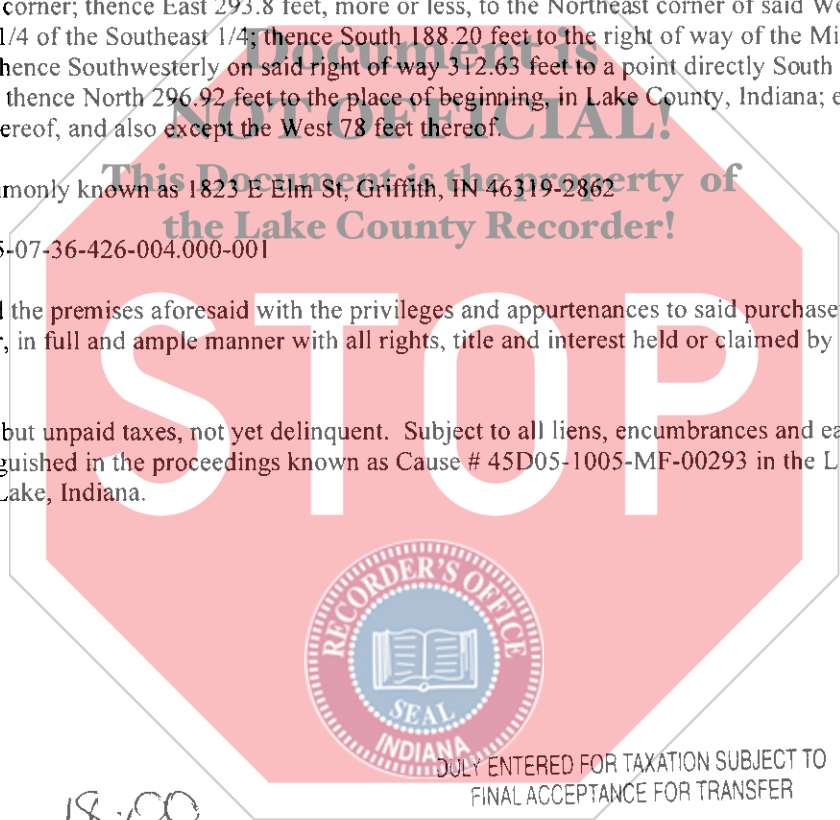 corner; thence East 293.8 feet, more or less, to the Northeast corner of said We
1/4 of the Southeast 1/4; thence South 188.20 feet to the right of way of the Mi
hence Southwesterly on said right of way 312.63 feet to a point directly South
thence North 296.92 feet to the place of beginning, in Lake County, Indiana; e
ereof, and also except the West 78 feet thereof.
Document is
NOT OFFICIAL!
This Document is the property of
the Lake County Recorder!
monly known as 1823 E Elm St, Griffith, IN 46319-2862
5-07-36-426-004.000-001
STOP
l the premises aforesaid with the privileges and appurtenances to said purchase
r, in full and ample manner with all rights, title and interest held or claimed by
but unpaid taxes, not yet delinquent. Subject to all liens, encumbrances and ea
guished in the proceedings known as Cause # 45D05-1005-MF-00293 in the L
Lake, Indiana.
RECORDER'S OFFICE
SEAL
INDIANA
DULY ENTERED FOR TAXATION SUBJECT TO
FINAL ACCEPTANCE FOR TRANSFER
18.00